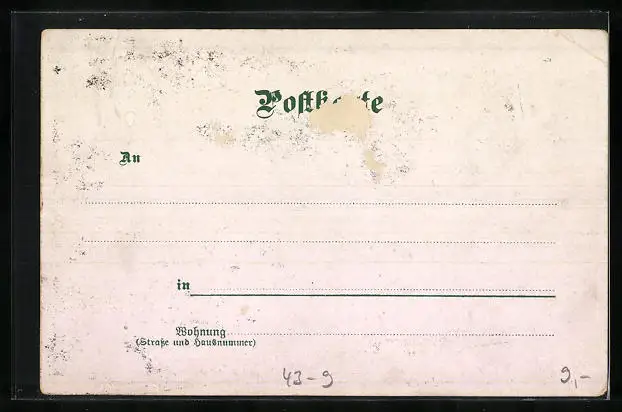 Postkarte
An
in
Wohnung
(Straße und Hausnummer)
43-9 9,-